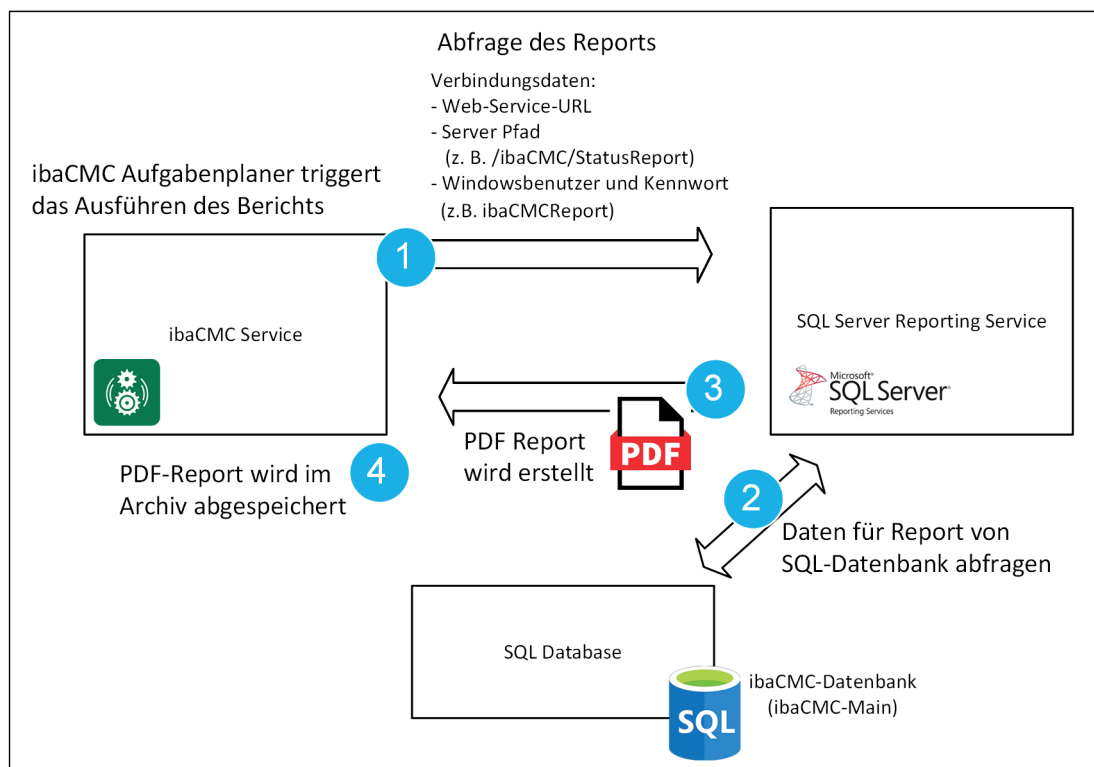 Abfrage des Reports
Verbindungsdaten:
- Web-Service-URL
- Server Pfad
(z. B. /ibaCMC/StatusReport)
- Windowsbenutzer und Kennwort
(z.B. ibaCMCReport)
ibaCMC Aufgabenplaner triggert
das Ausführen des Berichts
1
ibaCMC Service
SQL Server Reporting Service
Microsoft®
SQL Server®
Reporting Services
3
PDF Report
wird erstellt
PDF
4
PDF-Report wird im
Archiv abgespeichert
2
Daten für Report von
SQL-Datenbank abfragen
SQL Database
SQL
ibaCMC-Datenbank
(ibaCMC-Main)